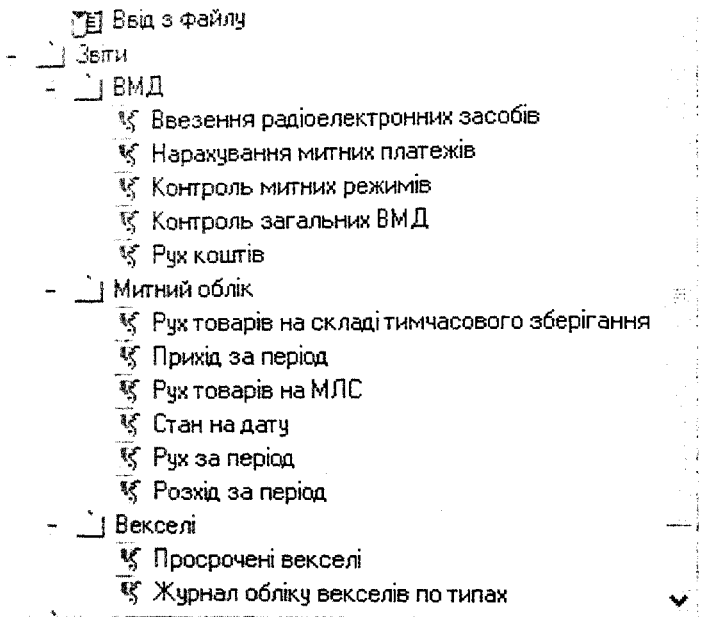 Ввід з файлу
Звіти
ВМД
Ввезення радіоелектронних засобів
Нарахування митних платежів
Контроль митних режимів
Контроль загальних ВМД
Рух коштів
Митний облік
Рух товарів на складі тимчасового зберігання
Прихід за період
Рух товарів на МЛС
Стан на дату
Рух за період
Розхід за період
Векселі
Просрочені векселі
Журнал обліку векселів по типах